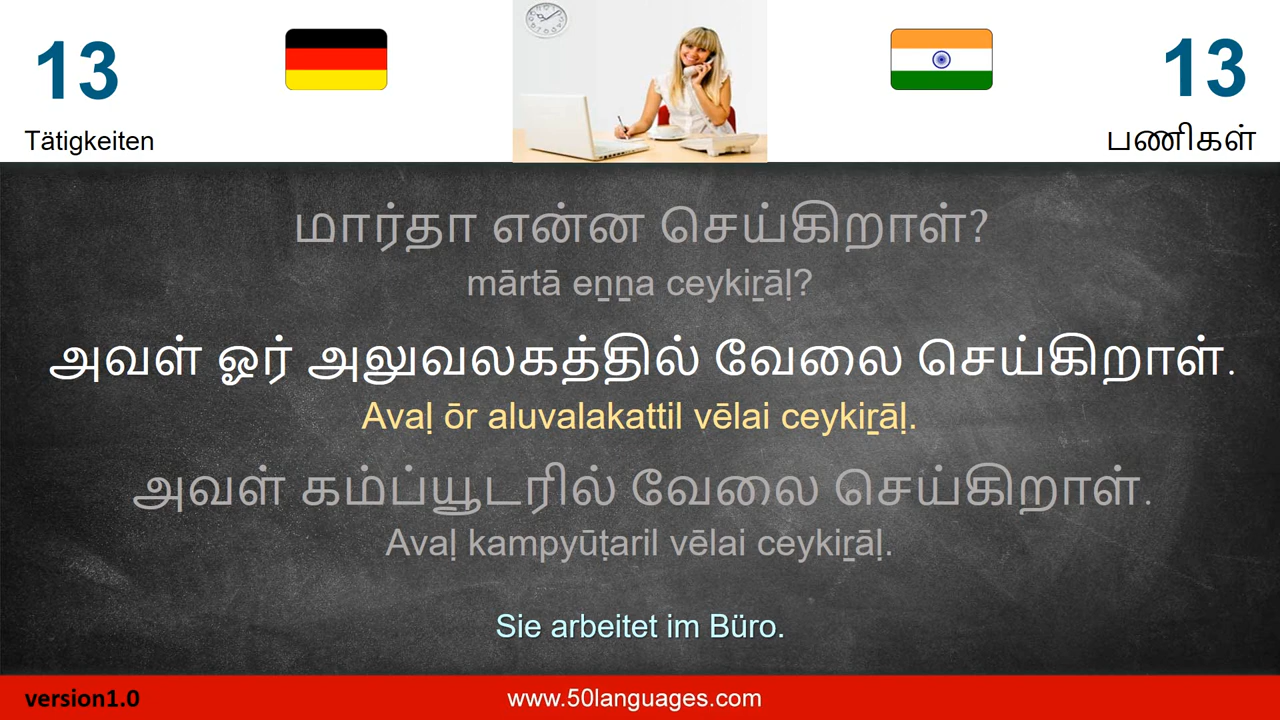 13
13
Tätigkeiten
பணிகள்
மார்தா என்ன செய்கிறாள்?
mārtā eṉṉa ceykiṟāḷ?
அவள் ஓர் அலுவலகத்தில் வேலை செய்கிறாள்.
Avaḷ ōr aluvalakattil vēlai ceykiṟāḷ.
அவள் கம்ப்யூடரில் வேலை செய்கிறாள்.
Avaḷ kampyūṭaril vēlai ceykiṟāḷ.
Sie arbeitet im Büro.
version1.0
www.50languages.com